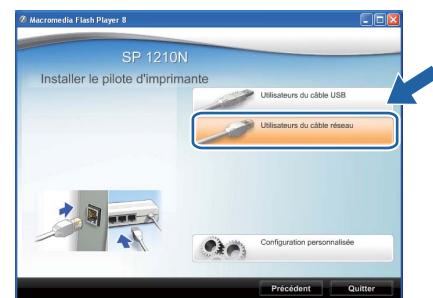 Macromedia Flash Player 8
SP 1210N
Installer le pilote d'imprimante
Utilisateurs du câble USB
Utilisateurs du câble réseau
Configuration personnalisée
Précédent
Quitter